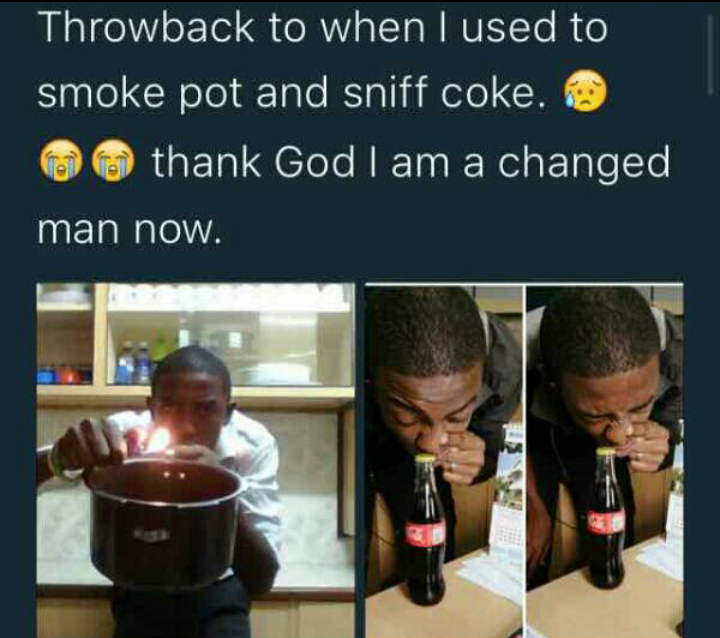 Throwback to when I used to
smoke pot and sniff coke. 😥
😭😭 thank God I am a changed
man now.